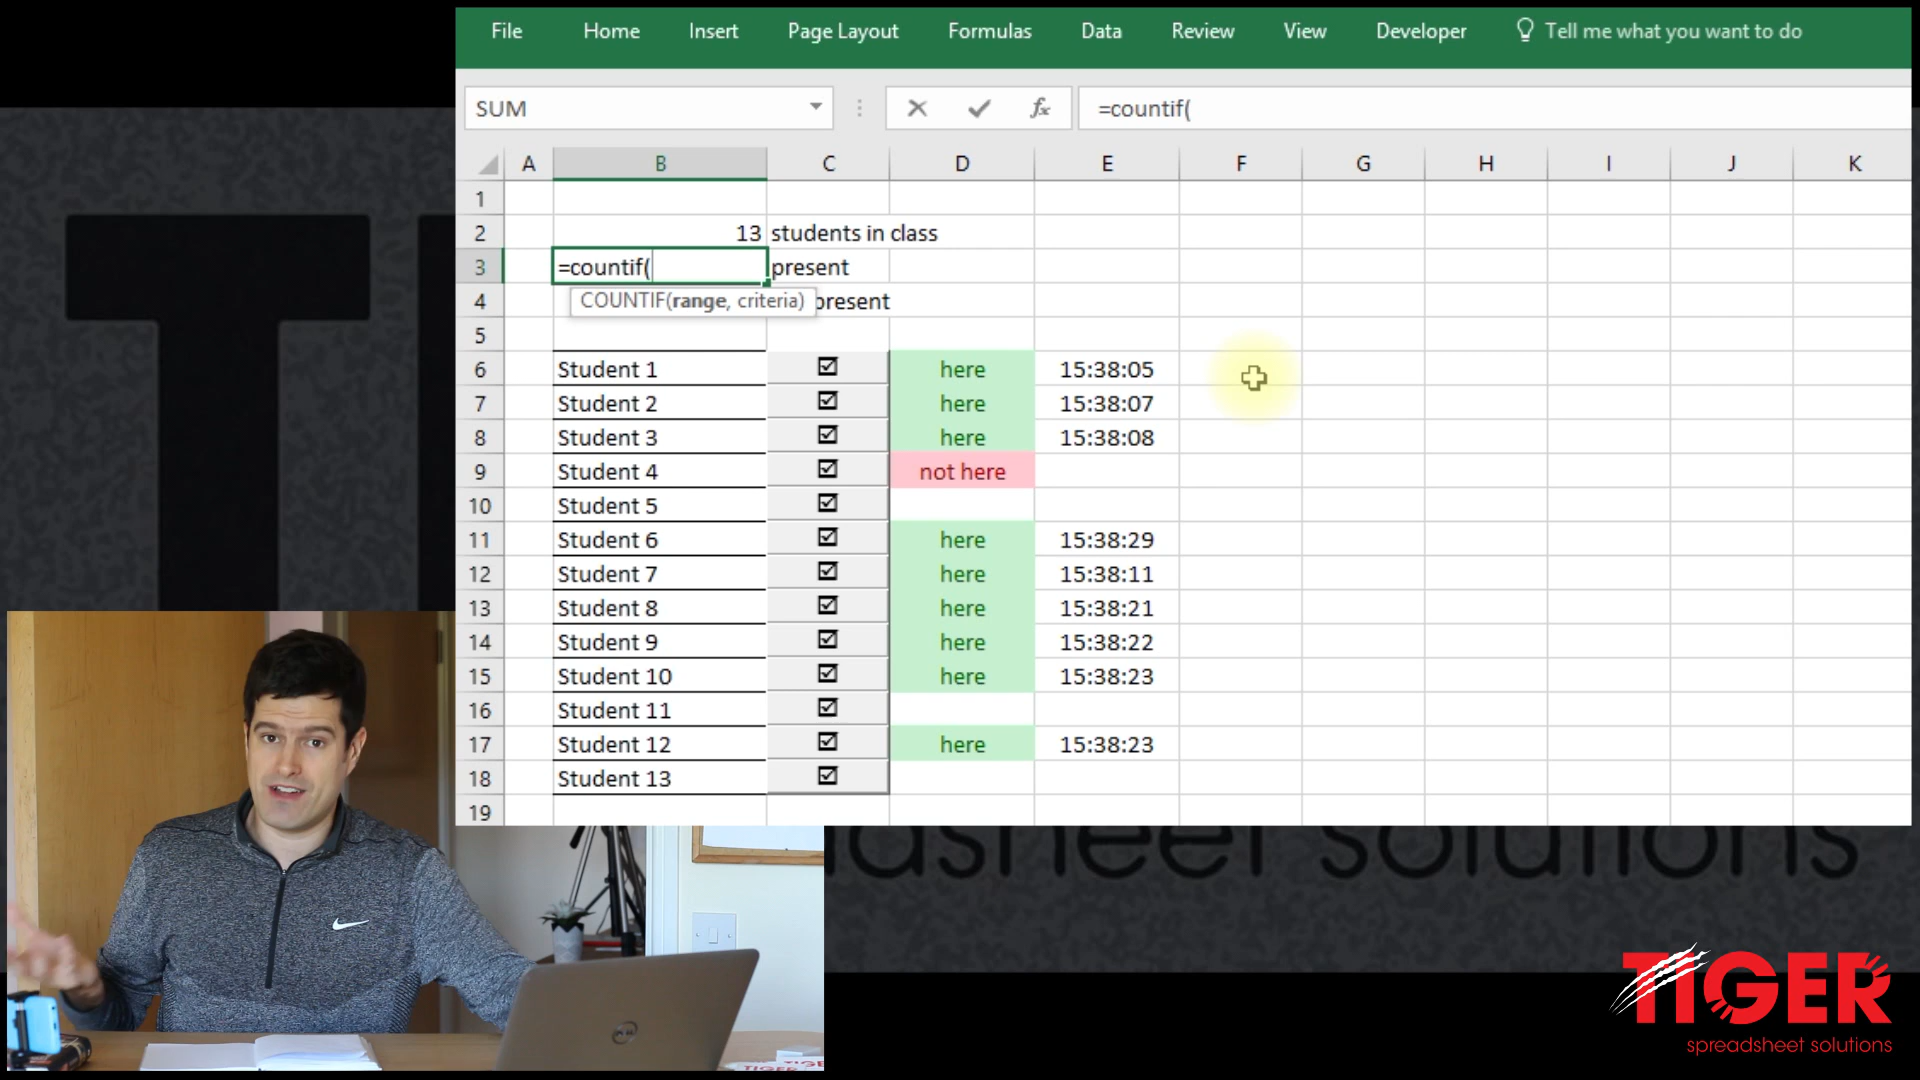 File Home Insert Page Layout Formulas Data Review View Developer Tell me what you want to do
SUM fx =countif(
A B C D E F G H I J K
1
2 13 students in class
3 =countif( present
4 COUNTIF(range, criteria) present
5
6 Student 1 here 15:38:05
7 Student 2 here 15:38:07
8 Student 3 here 15:38:08
9 Student 4 not here
10 Student 5
11 Student 6 here 15:38:29
12 Student 7 here 15:38:11
13 Student 8 here 15:38:21
14 Student 9 here 15:38:22
15 Student 10 here 15:38:23
16 Student 11
17 Student 12 here 15:38:23
18 Student 13
19
solutions
TIGER
spreadsheet solutions